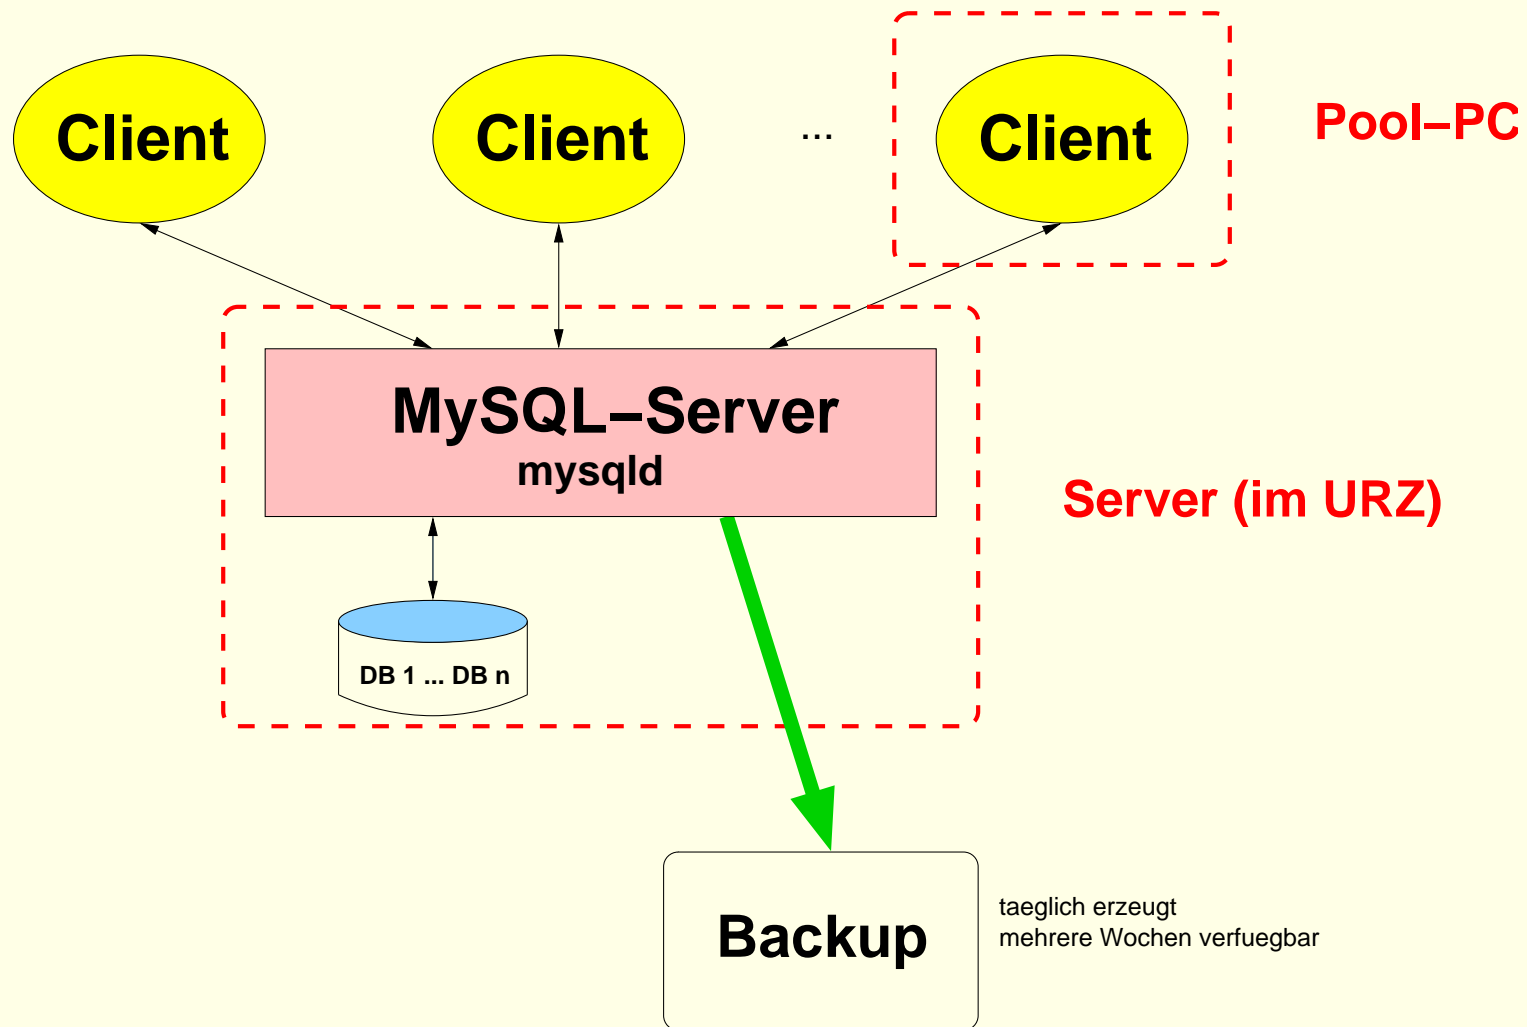 Client
Client
...
Client
Pool–PC
MySQL–Server
mysqld
Server (im URZ)
DB 1 ... DB n
Backup
taeglich erzeugt
mehrere Wochen verfuegbar